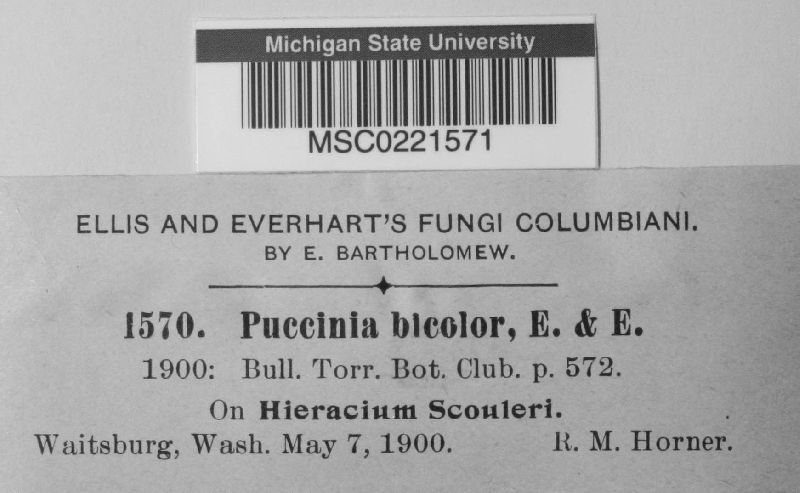 Michigan State University
MSC0221571
ELLIS AND EVERHART'S FUNGI COLUMBIANI.
BY E. BARTHOLOMEW.
1570. Puccinia bicolor, E. & E.
1900: Bull. Torr. Bot. Club. p. 572.
On Hieracium Scouleri.
Waitsburg, Wash. May 7, 1900. R. M. Horner.